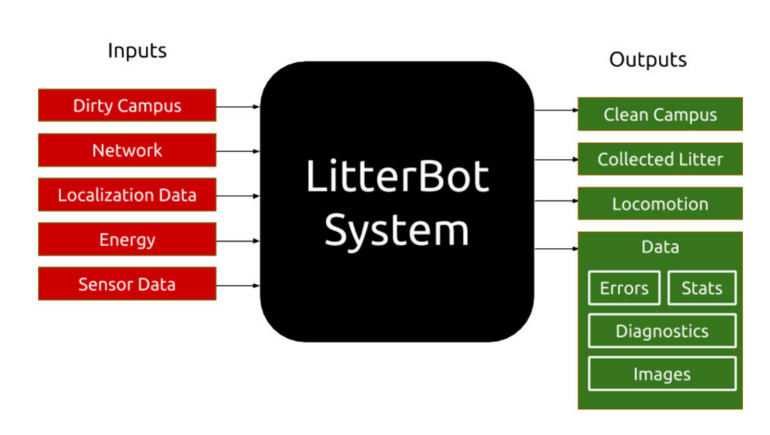 Inputs
Outputs
Dirty Campus
Network
Localization Data
Energy
Sensor Data
LitterBot
System
Clean Campus
Collected Litter
Locomotion
Data
Errors
Stats
Diagnostics
Images